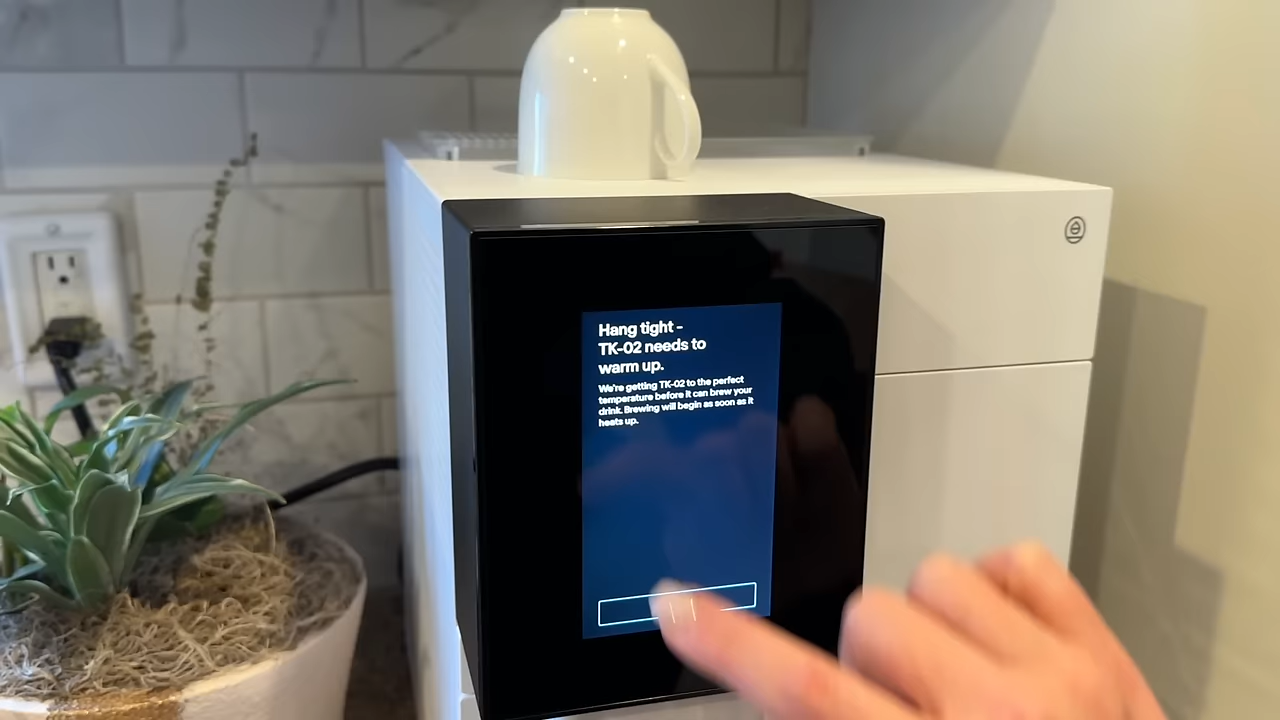 Hang tight -
TK-02 needs to
warm up.
We're getting TK-02 to the perfect
temperature before it can brew your
drink. Brewing will begin as soon as it
heats up.